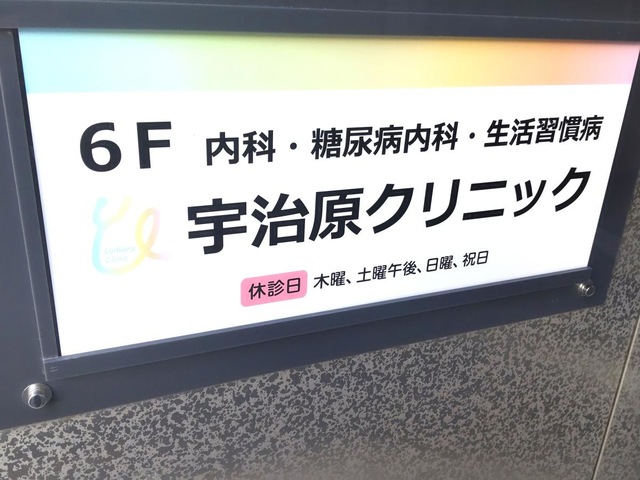 6F 内科・糖尿病内科・生活習慣病
宇治原クリニック
休診日 木曜、土曜午後、日曜、祝日